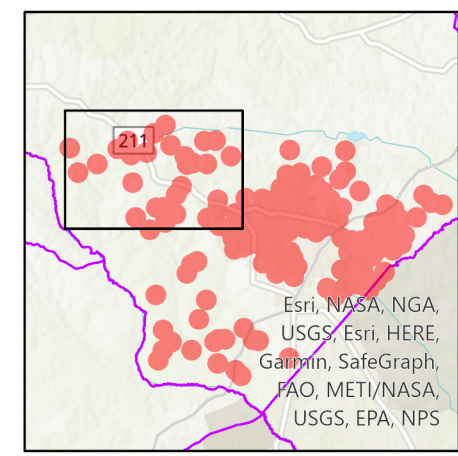 211
Esri, NASA, NGA,
USGS, Esri, HERE,
Garmin, SafeGraph,
FAO, METI/NASA,
USGS, EPA, NPS